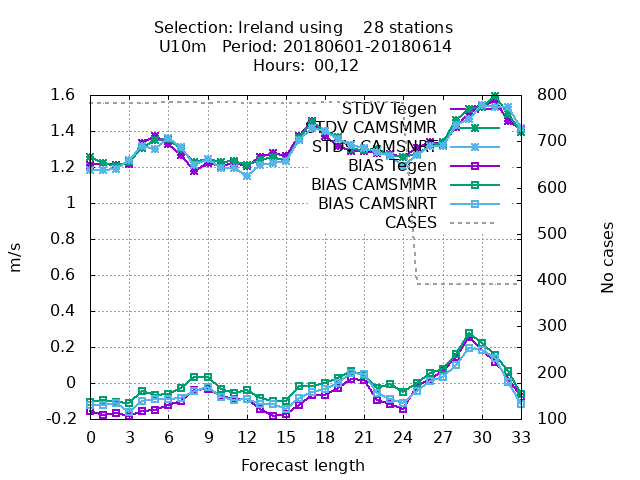 Selection: Ireland using    28 stations
U10m   Period: 20180601-20180614
Hours:  00,12
1.6
1.4
1.2
1
0.8
0.6
0.4
0.2
0
-0.2
m/s
800
700
600
500
400
300
200
100
No cases
STDV Tegen
STDV CAMSMMR
STDV CAMSNRT
BIAS Tegen
BIAS CAMSMMR
BIAS CAMSNRT
CASES
0 3 6 9 12 15 18 21 24 27 30 33
Forecast length